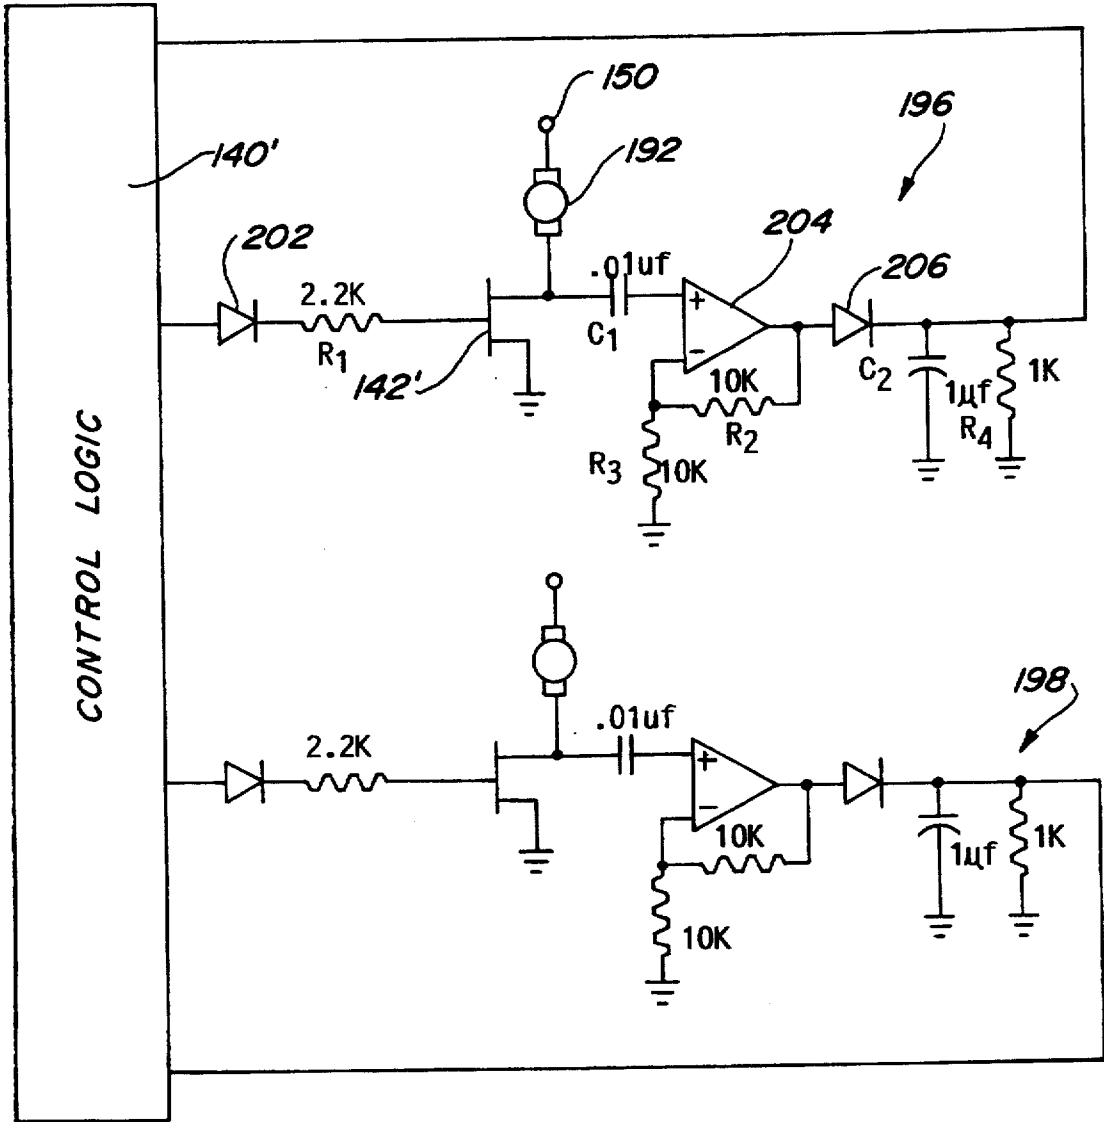 150
196
140'
192
204
202
.01uf
206
2.2K
+
R1
C1
−
142'
10K
C2
1µf
1K
R2
R4
R3
10K
CONTROL LOGIC
198
.01uf
2.2K
+
−
10K
1µf
1K
10K